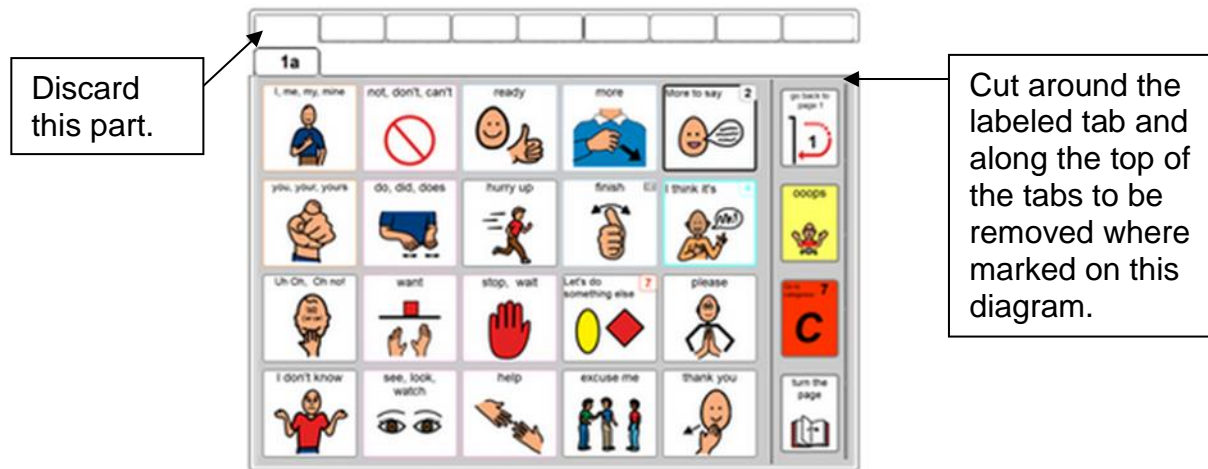 Discard
this part.
1a
Cut around the
labeled tab and
along the top of
the tabs to be
removed where
marked on this
diagram.
I, me, my, mine
not, don't, can't
ready
more
More to say 2
go back to
page 1
1
you, your, yours
do, did, does
hurry up
finish
I think it's
ooops
Uh Oh, Oh no!
want
stop, wait
Let's do
something else 7
please
7
C
I don't know
see, look,
watch
help
excuse me
thank you
turn the
page